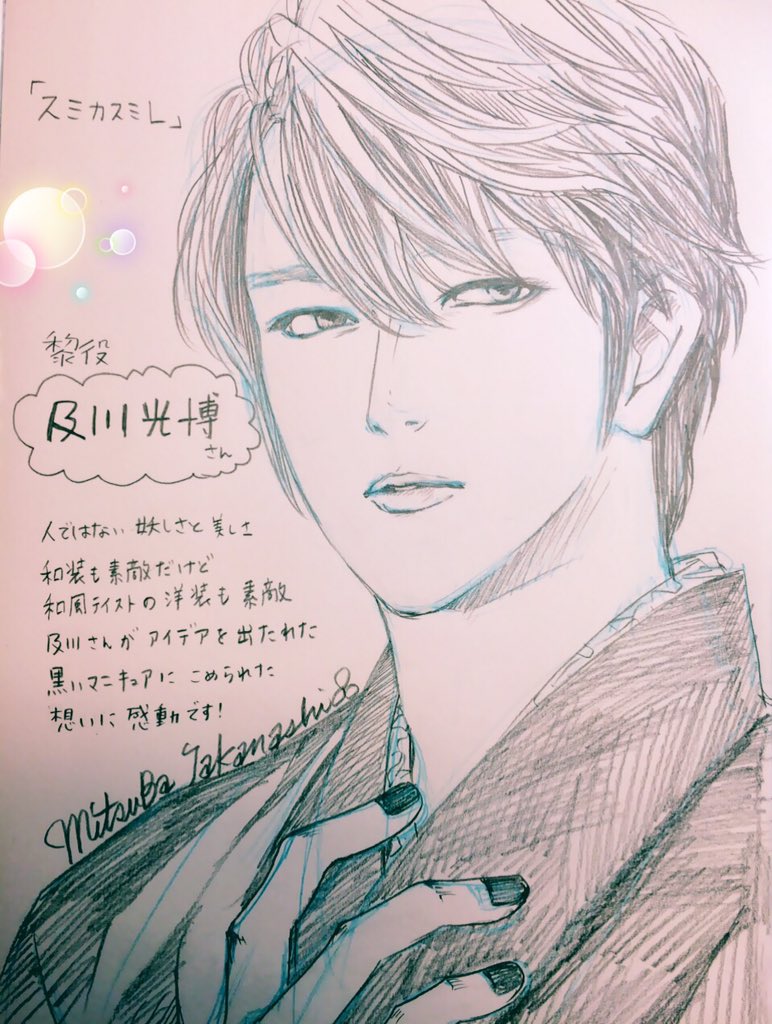 「スミカスミレ」
黎役
及川光博
さん
人ではない 妖しさと 美しさ
和装も素敵だけど
和風テイストの洋装も 素敵
及川さんが アイデアを出たれた
黒いマニキュアに こめられた
想いに 感動です!
Mitsuba Takanashi